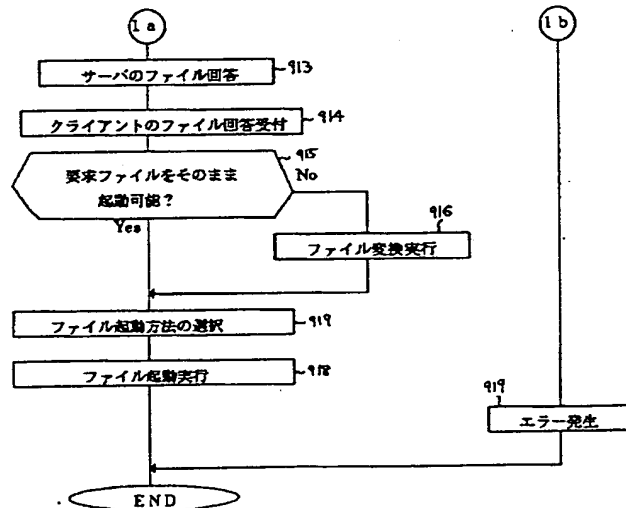 1a
1b
サーバのファイル回答
913
クライアントのファイル回答受付
914
915
要求ファイルをそのまま
起動可能?
No
Yes
916
ファイル変換実行
ファイル起動方法の選択
919
ファイル起動実行
918
919
エラー発生
END